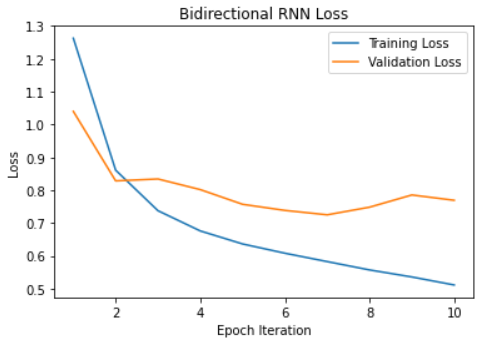 Bidirectional RNN Loss
Training Loss
Validation Loss
1.3
1.2
1.1
1.0
0.9
0.8
0.7
0.6
0.5
Loss
2
4
6
8
10
Epoch Iteration